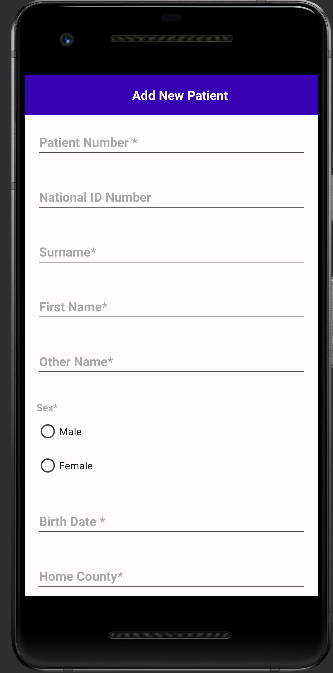 Add New Patient
Patient Number *
National ID Number
Surname*
First Name*
Other Name*
Sex*
Male
Female
Birth Date *
Home County*